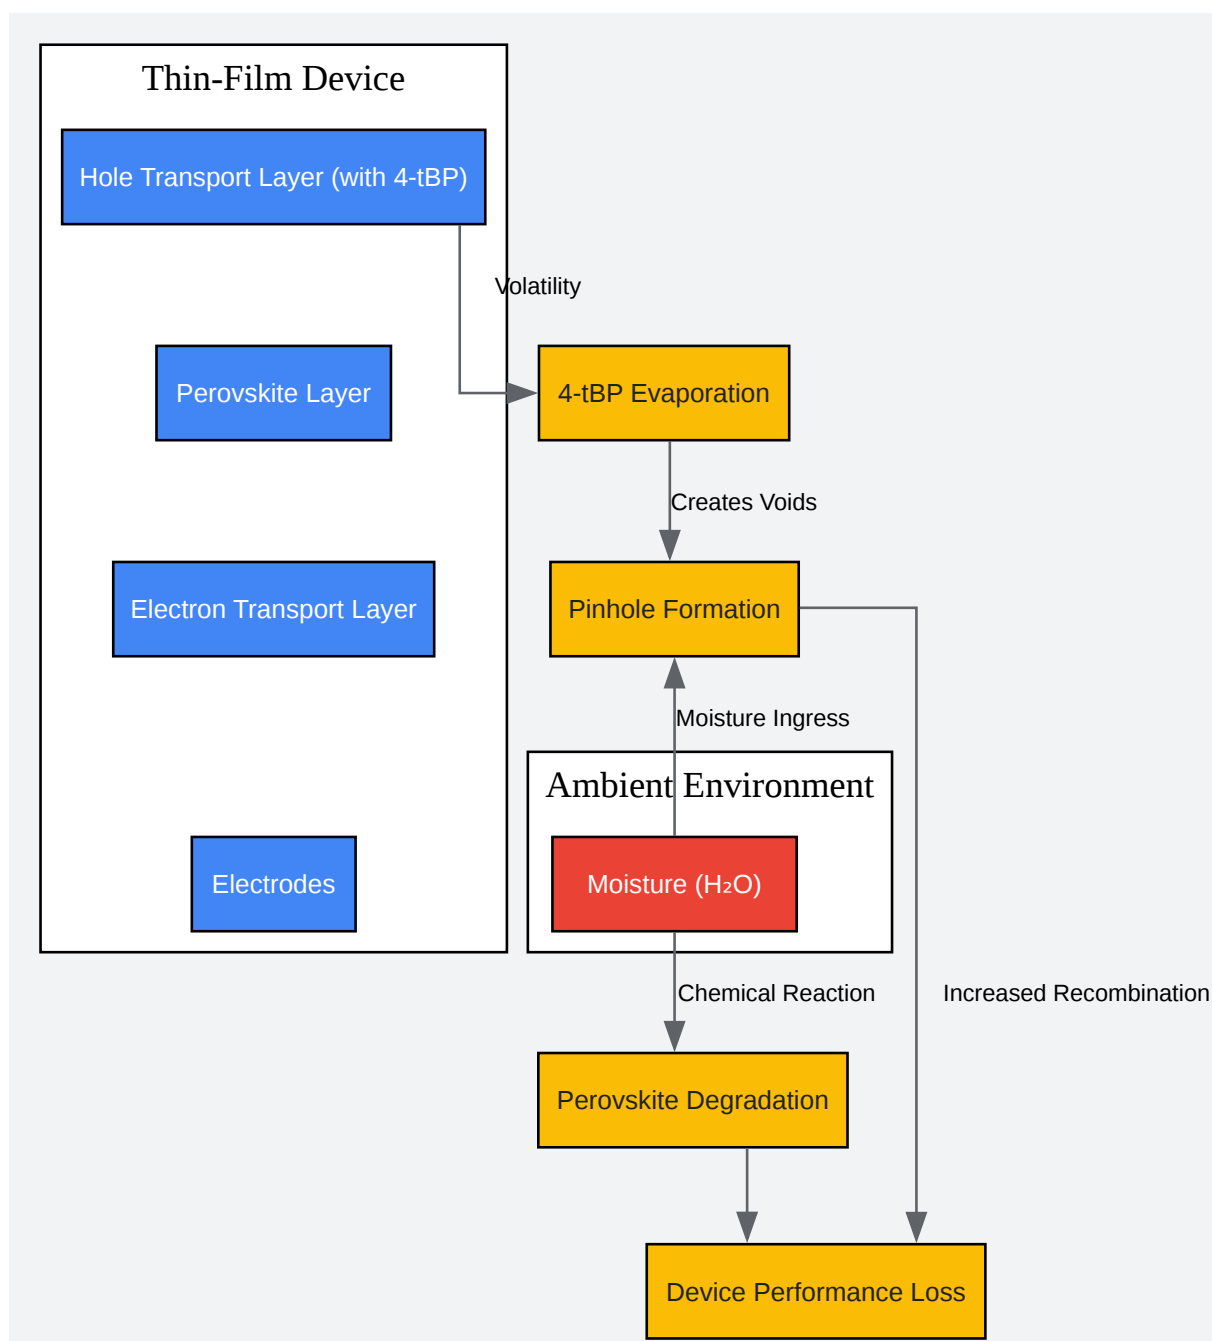 Thin-Film Device
Hole Transport Layer (with 4-tBP)
Volatility
Perovskite Layer
4-tBP Evaporation
Creates Voids
Electron Transport Layer
Pinhole Formation
Moisture Ingress
Ambient Environment
Electrodes
Moisture (H₂O)
Chemical Reaction
Increased Recombination
Perovskite Degradation
Device Performance Loss